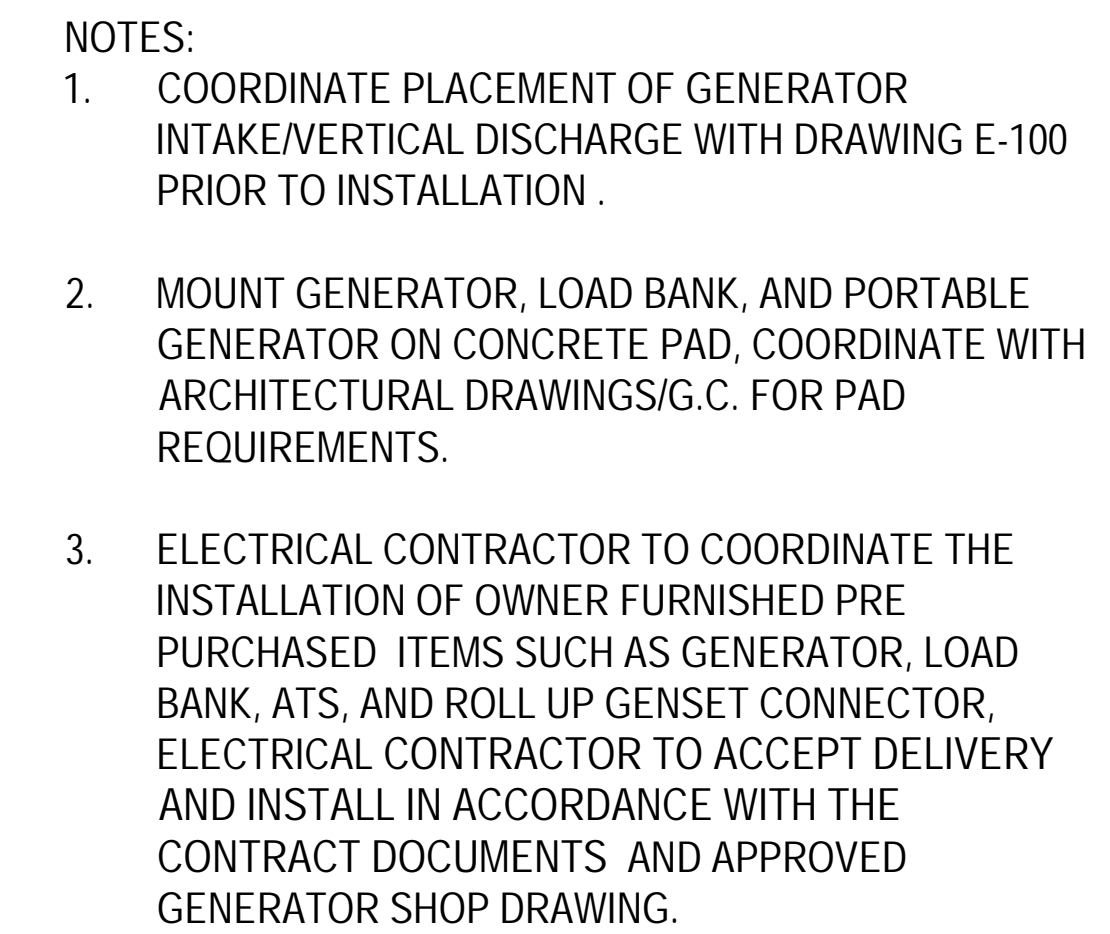 NOTES:
1. COORDINATE PLACEMENT OF GENERATOR
INTAKE/VERTICAL DISCHARGE WITH DRAWING E-100
PRIOR TO INSTALLATION .
2. MOUNT GENERATOR, LOAD BANK, AND PORTABLE
GENERATOR ON CONCRETE PAD, COORDINATE WITH
ARCHITECTURAL DRAWINGS/G.C. FOR PAD
REQUIREMENTS.
3. ELECTRICAL CONTRACTOR TO COORDINATE THE
INSTALLATION OF OWNER FURNISHED PRE
PURCHASED  ITEMS SUCH AS GENERATOR, LOAD
BANK, ATS, AND ROLL UP GENSET CONNECTOR,
ELECTRICAL CONTRACTOR TO ACCEPT DELIVERY
AND INSTALL IN ACCORDANCE WITH THE
CONTRACT DOCUMENTS  AND APPROVED
GENERATOR SHOP DRAWING.